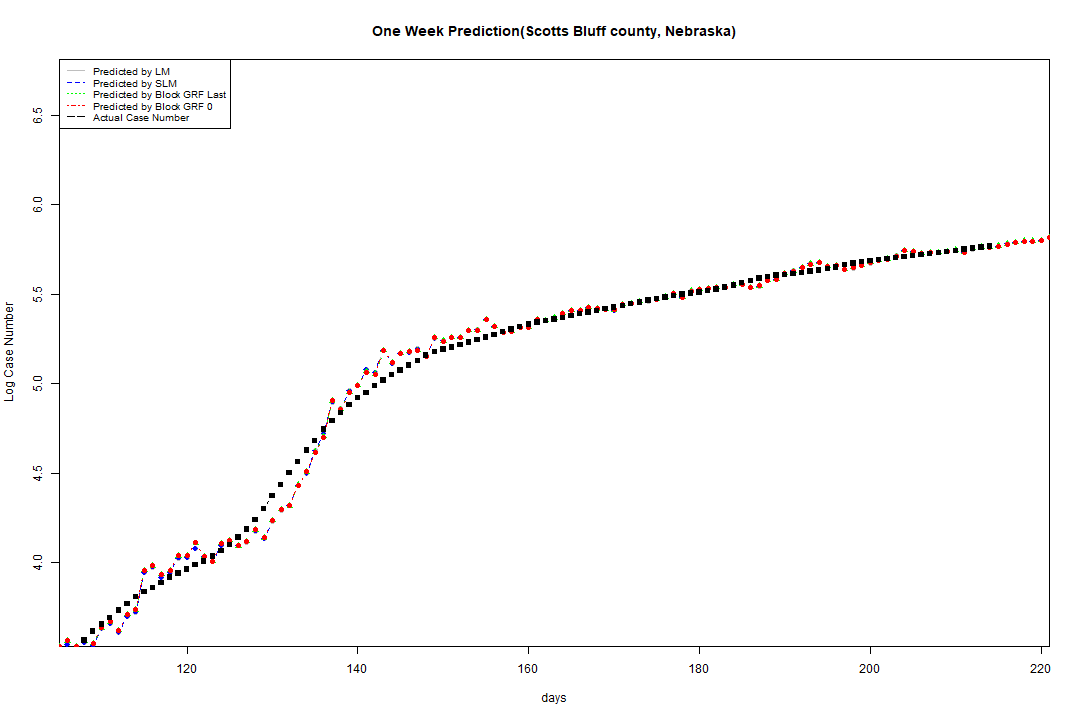 One Week Prediction(Scotts Bluff county, Nebraska)
Predicted by LM
Predicted by SLM
Predicted by Block GRF Last
Predicted by Block GRF 0
Actual Case Number
6.5
6.0
5.5
5.0
4.5
4.0
Log Case Number
120 140 160 180 200 220
days